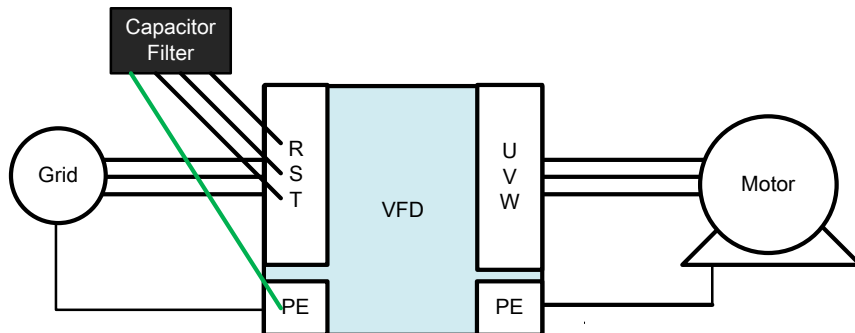 Capacitor
Filter
Grid
R
S
T
VFD
U
V
W
Motor
PE
PE